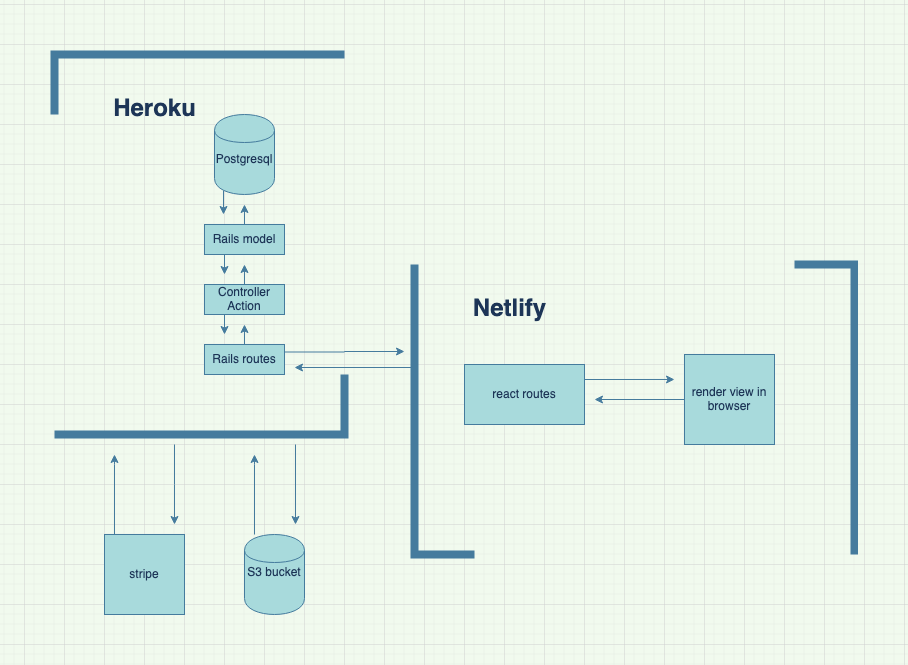 Heroku
Postgresql
Rails model
Controller
Action
Rails routes
Netlify
react routes
render view in
browser
stripe
S3 bucket